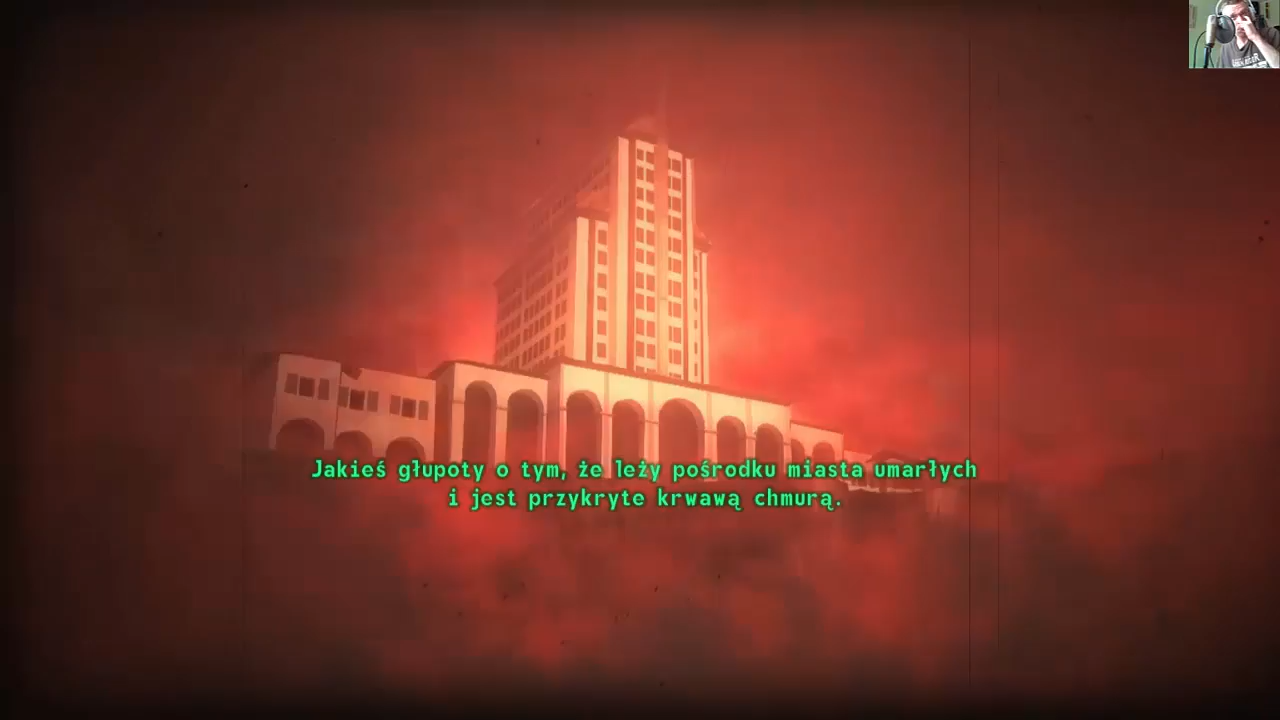 Jakieś głupoty o tym, że leży pośrodku miasta umarłych
i jest przykryte krwawą chmurą.